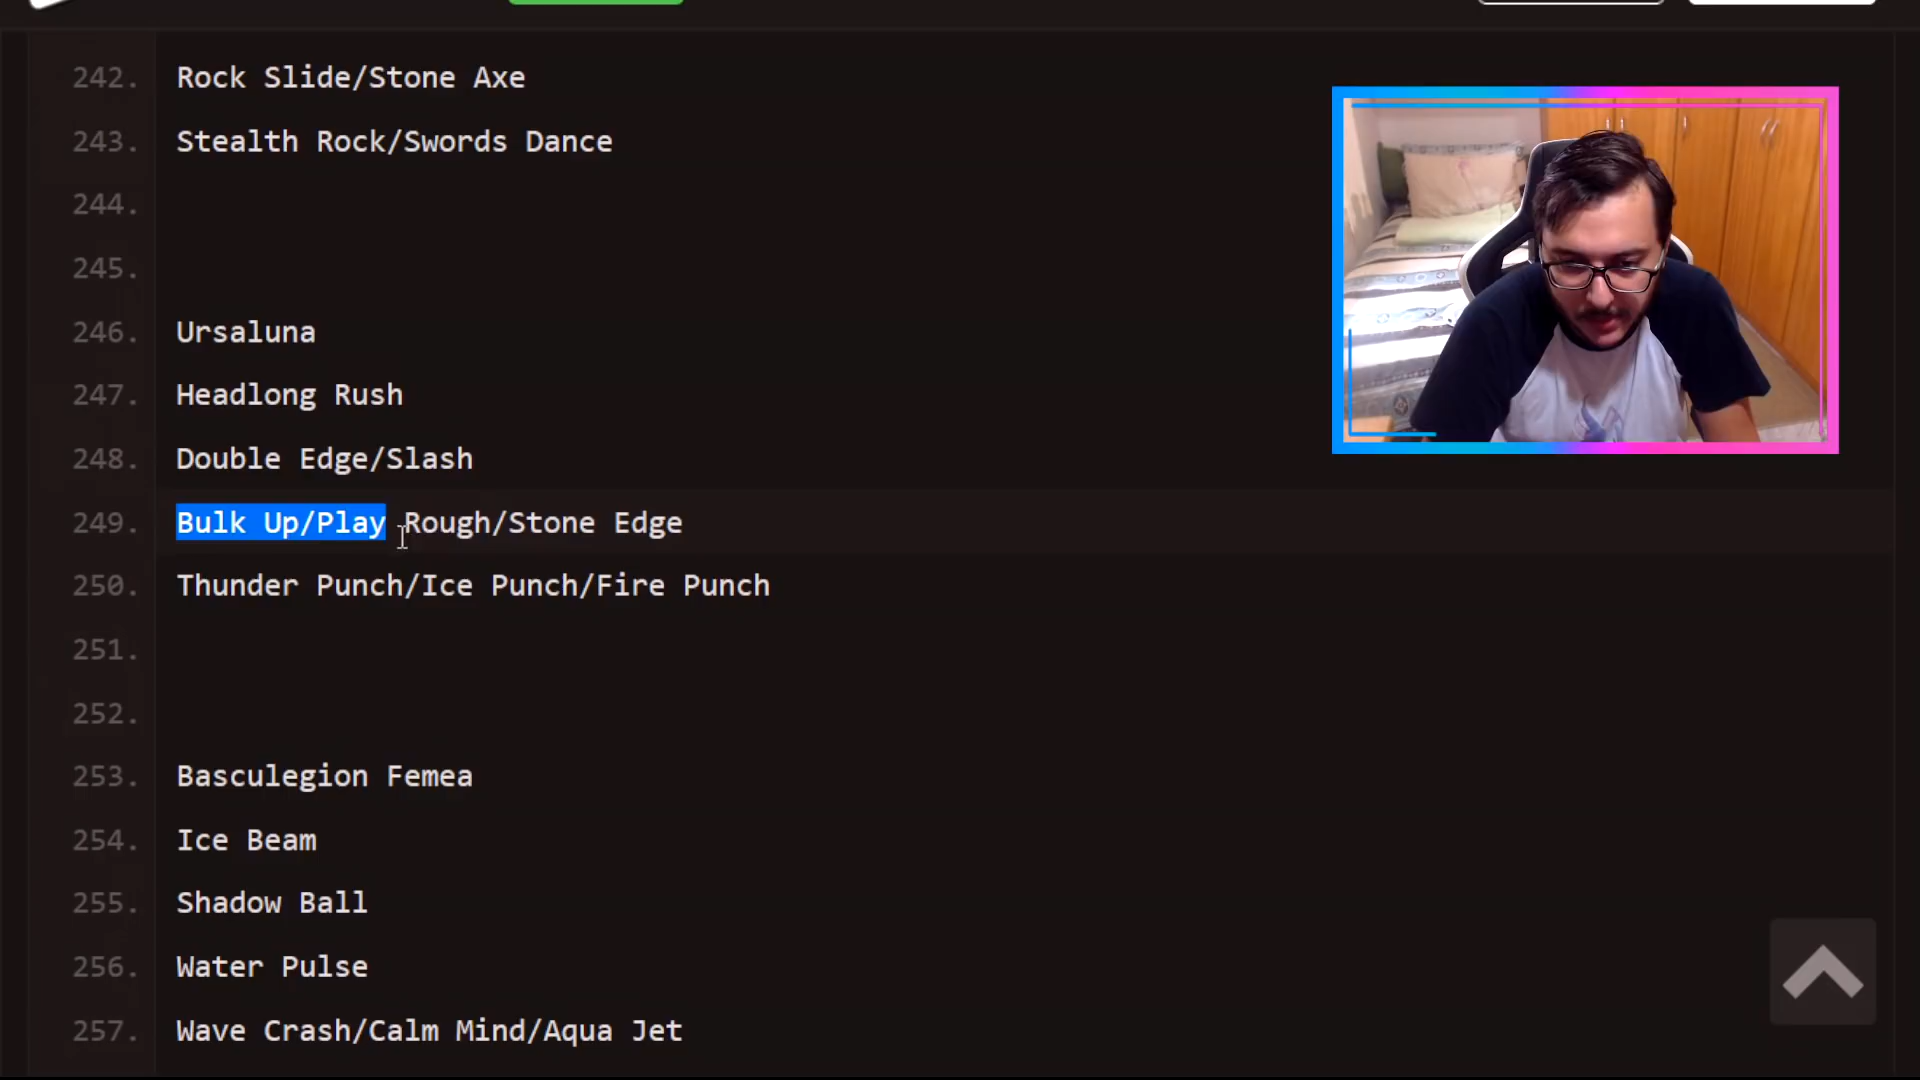 242. Rock Slide/Stone Axe
243. Stealth Rock/Swords Dance
244.
245.
246. Ursaluna
247. Headlong Rush
248. Double Edge/Slash
249. Bulk Up/Play Rough/Stone Edge
250. Thunder Punch/Ice Punch/Fire Punch
251.
252.
253. Basculegion Femea
254. Ice Beam
255. Shadow Ball
256. Water Pulse
257. Wave Crash/Calm Mind/Aqua Jet